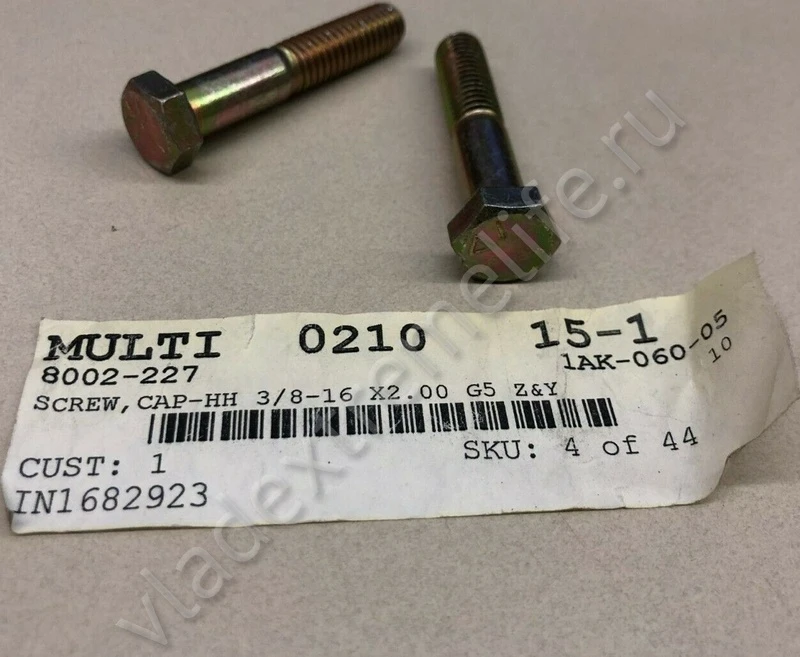 MULTI 0210 15-1
8002-227 1AK-060-05
SCREW, CAP-HH 3/8-16 X2.00 G5 Z&Y 10
CUST: 1 SKU: 4 of 44
IN1682923
vladextremelife.ru